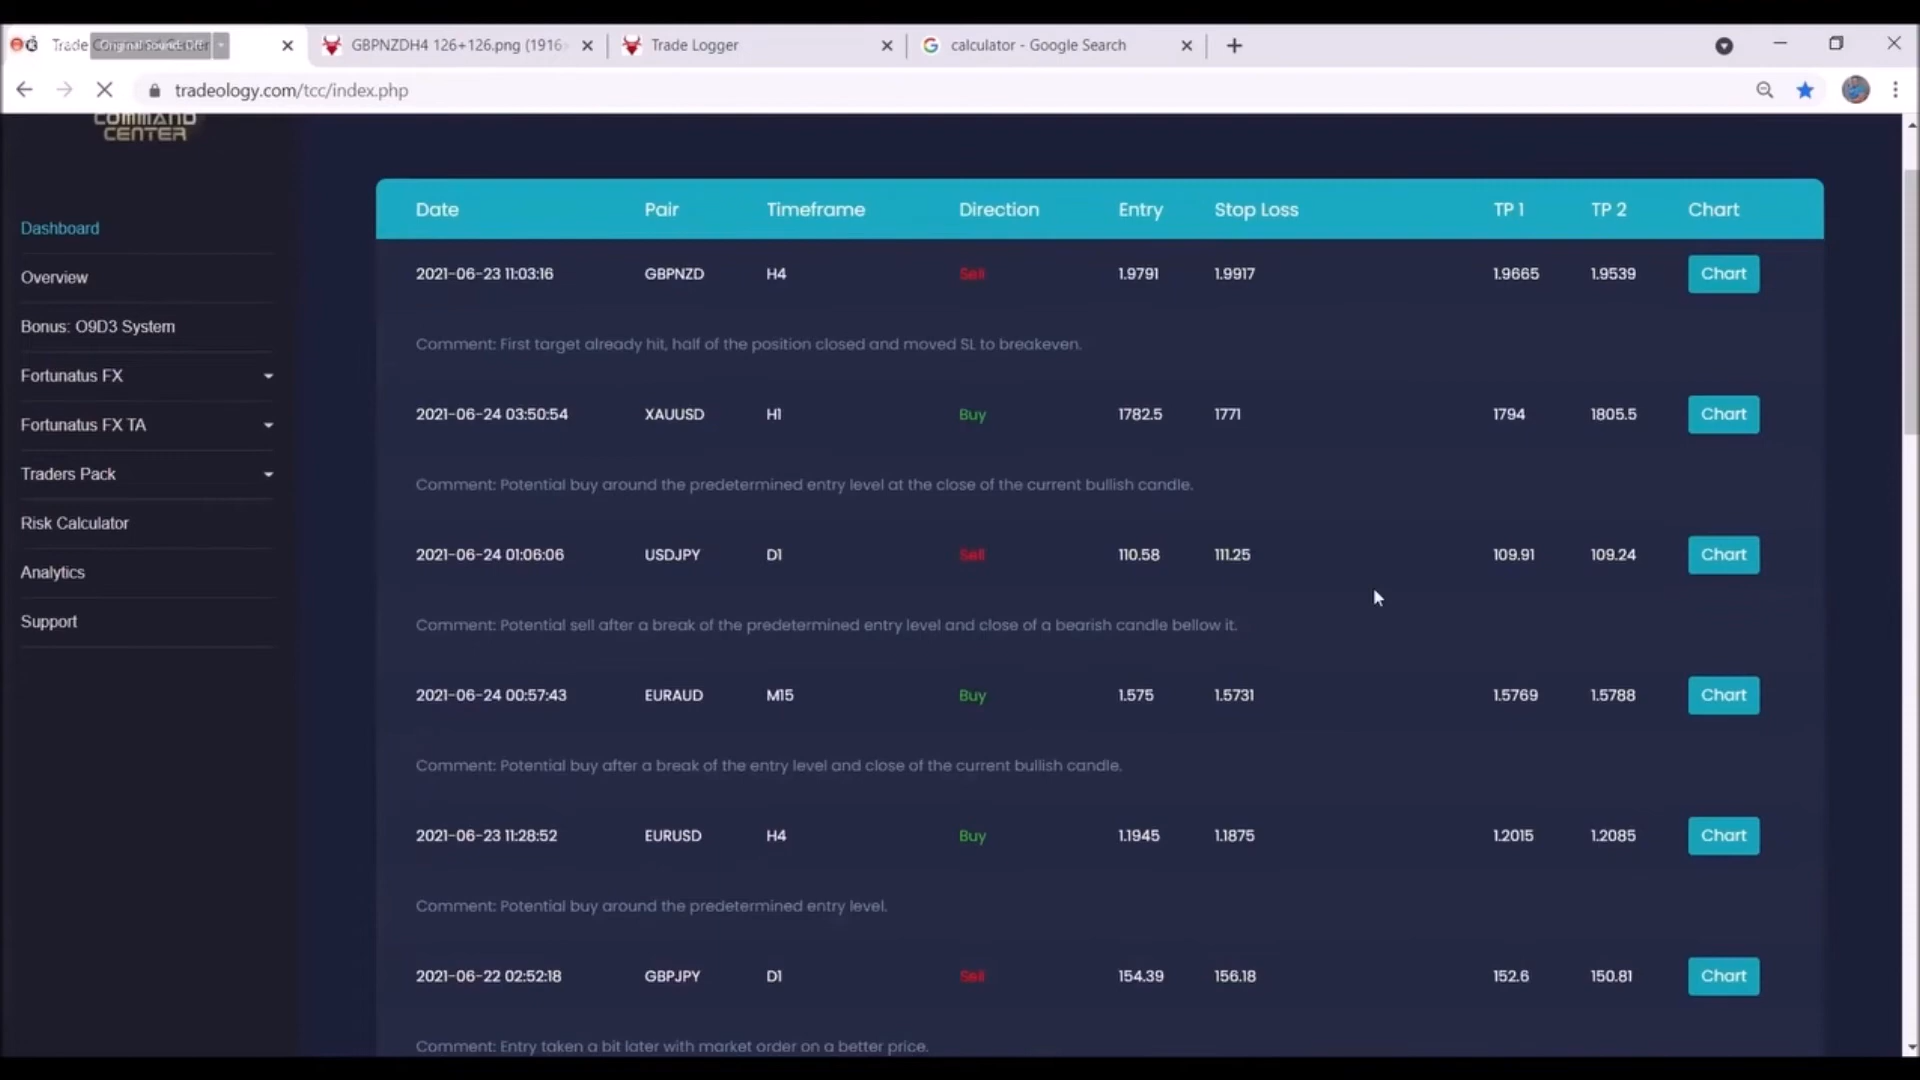 Trade Original Sound: Off
GBPNZDH4 126+126.png (1916
Trade Logger
calculator - Google Search
tradeology.com/tcc/index.php
COMMAND
CENTER
Dashboard
Overview
Bonus: O9D3 System
Fortunatus FX
Fortunatus FX TA
Traders Pack
Risk Calculator
Analytics
Support
Date Pair Timeframe Direction Entry Stop Loss TP 1 TP 2 Chart
2021-06-23 11:03:16 GBPNZD H4 Sell 1.9791 1.9917 1.9665 1.9539 Chart
Comment: First target already hit, half of the position closed and moved SL to breakeven.
2021-06-24 03:50:54 XAUUSD H1 Buy 1782.5 1771 1794 1805.5 Chart
Comment: Potential buy around the predetermined entry level at the close of the current bullish candle.
2021-06-24 01:06:06 USDJPY D1 Sell 110.58 111.25 109.91 109.24 Chart
Comment: Potential sell after a break of the predetermined entry level and close of a bearish candle bellow it.
2021-06-24 00:57:43 EURAUD M15 Buy 1.575 1.5731 1.5769 1.5788 Chart
Comment: Potential buy after a break of the entry level and close of the current bullish candle.
2021-06-23 11:28:52 EURUSD H4 Buy 1.1945 1.1875 1.2015 1.2085 Chart
Comment: Potential buy around the predetermined entry level.
2021-06-22 02:52:18 GBPJPY D1 Sell 154.39 156.18 152.6 150.81 Chart
Comment: Entry taken a bit later with market order on a better price.